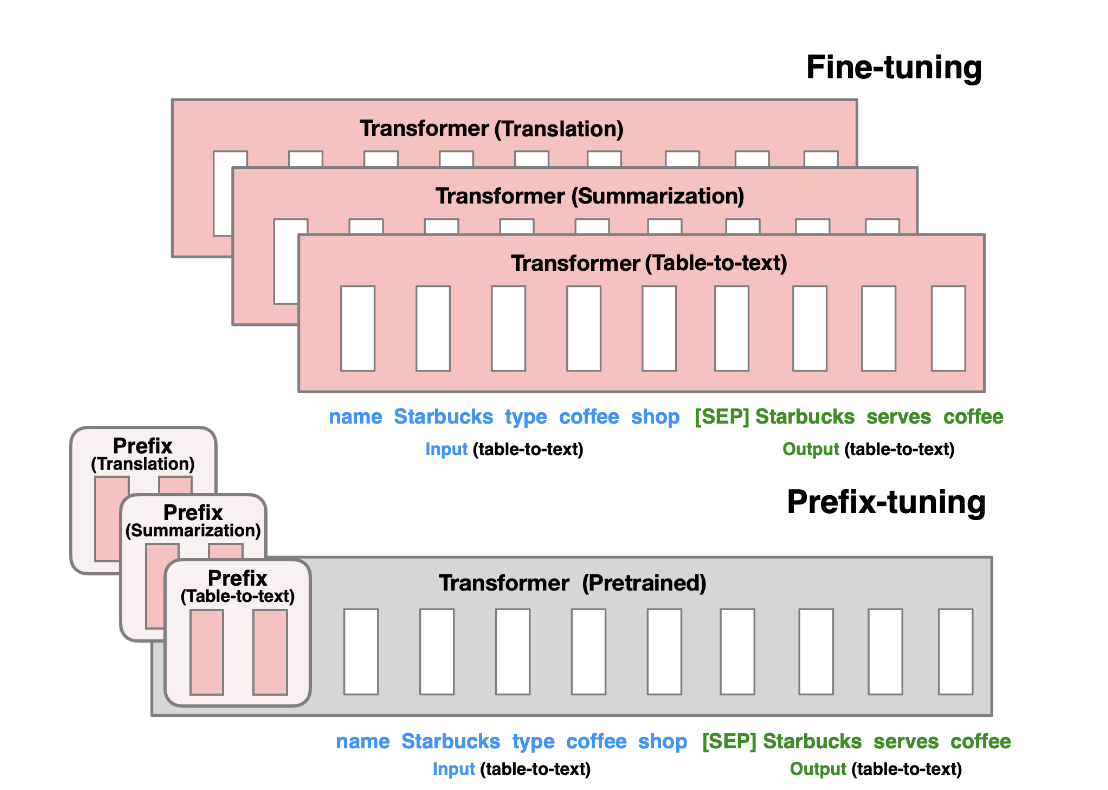 Fine-tuning
Transformer (Translation)
Transformer (Summarization)
Transformer (Table-to-text)
name Starbucks type coffee shop [SEP] Starbucks serves coffee
Input (table-to-text) Output (table-to-text)
Prefix
(Translation)
Prefix-tuning
Prefix
(Summarization)
Prefix
(Table-to-text)
Transformer (Pretrained)
name Starbucks type coffee shop [SEP] Starbucks serves coffee
Input (table-to-text) Output (table-to-text)